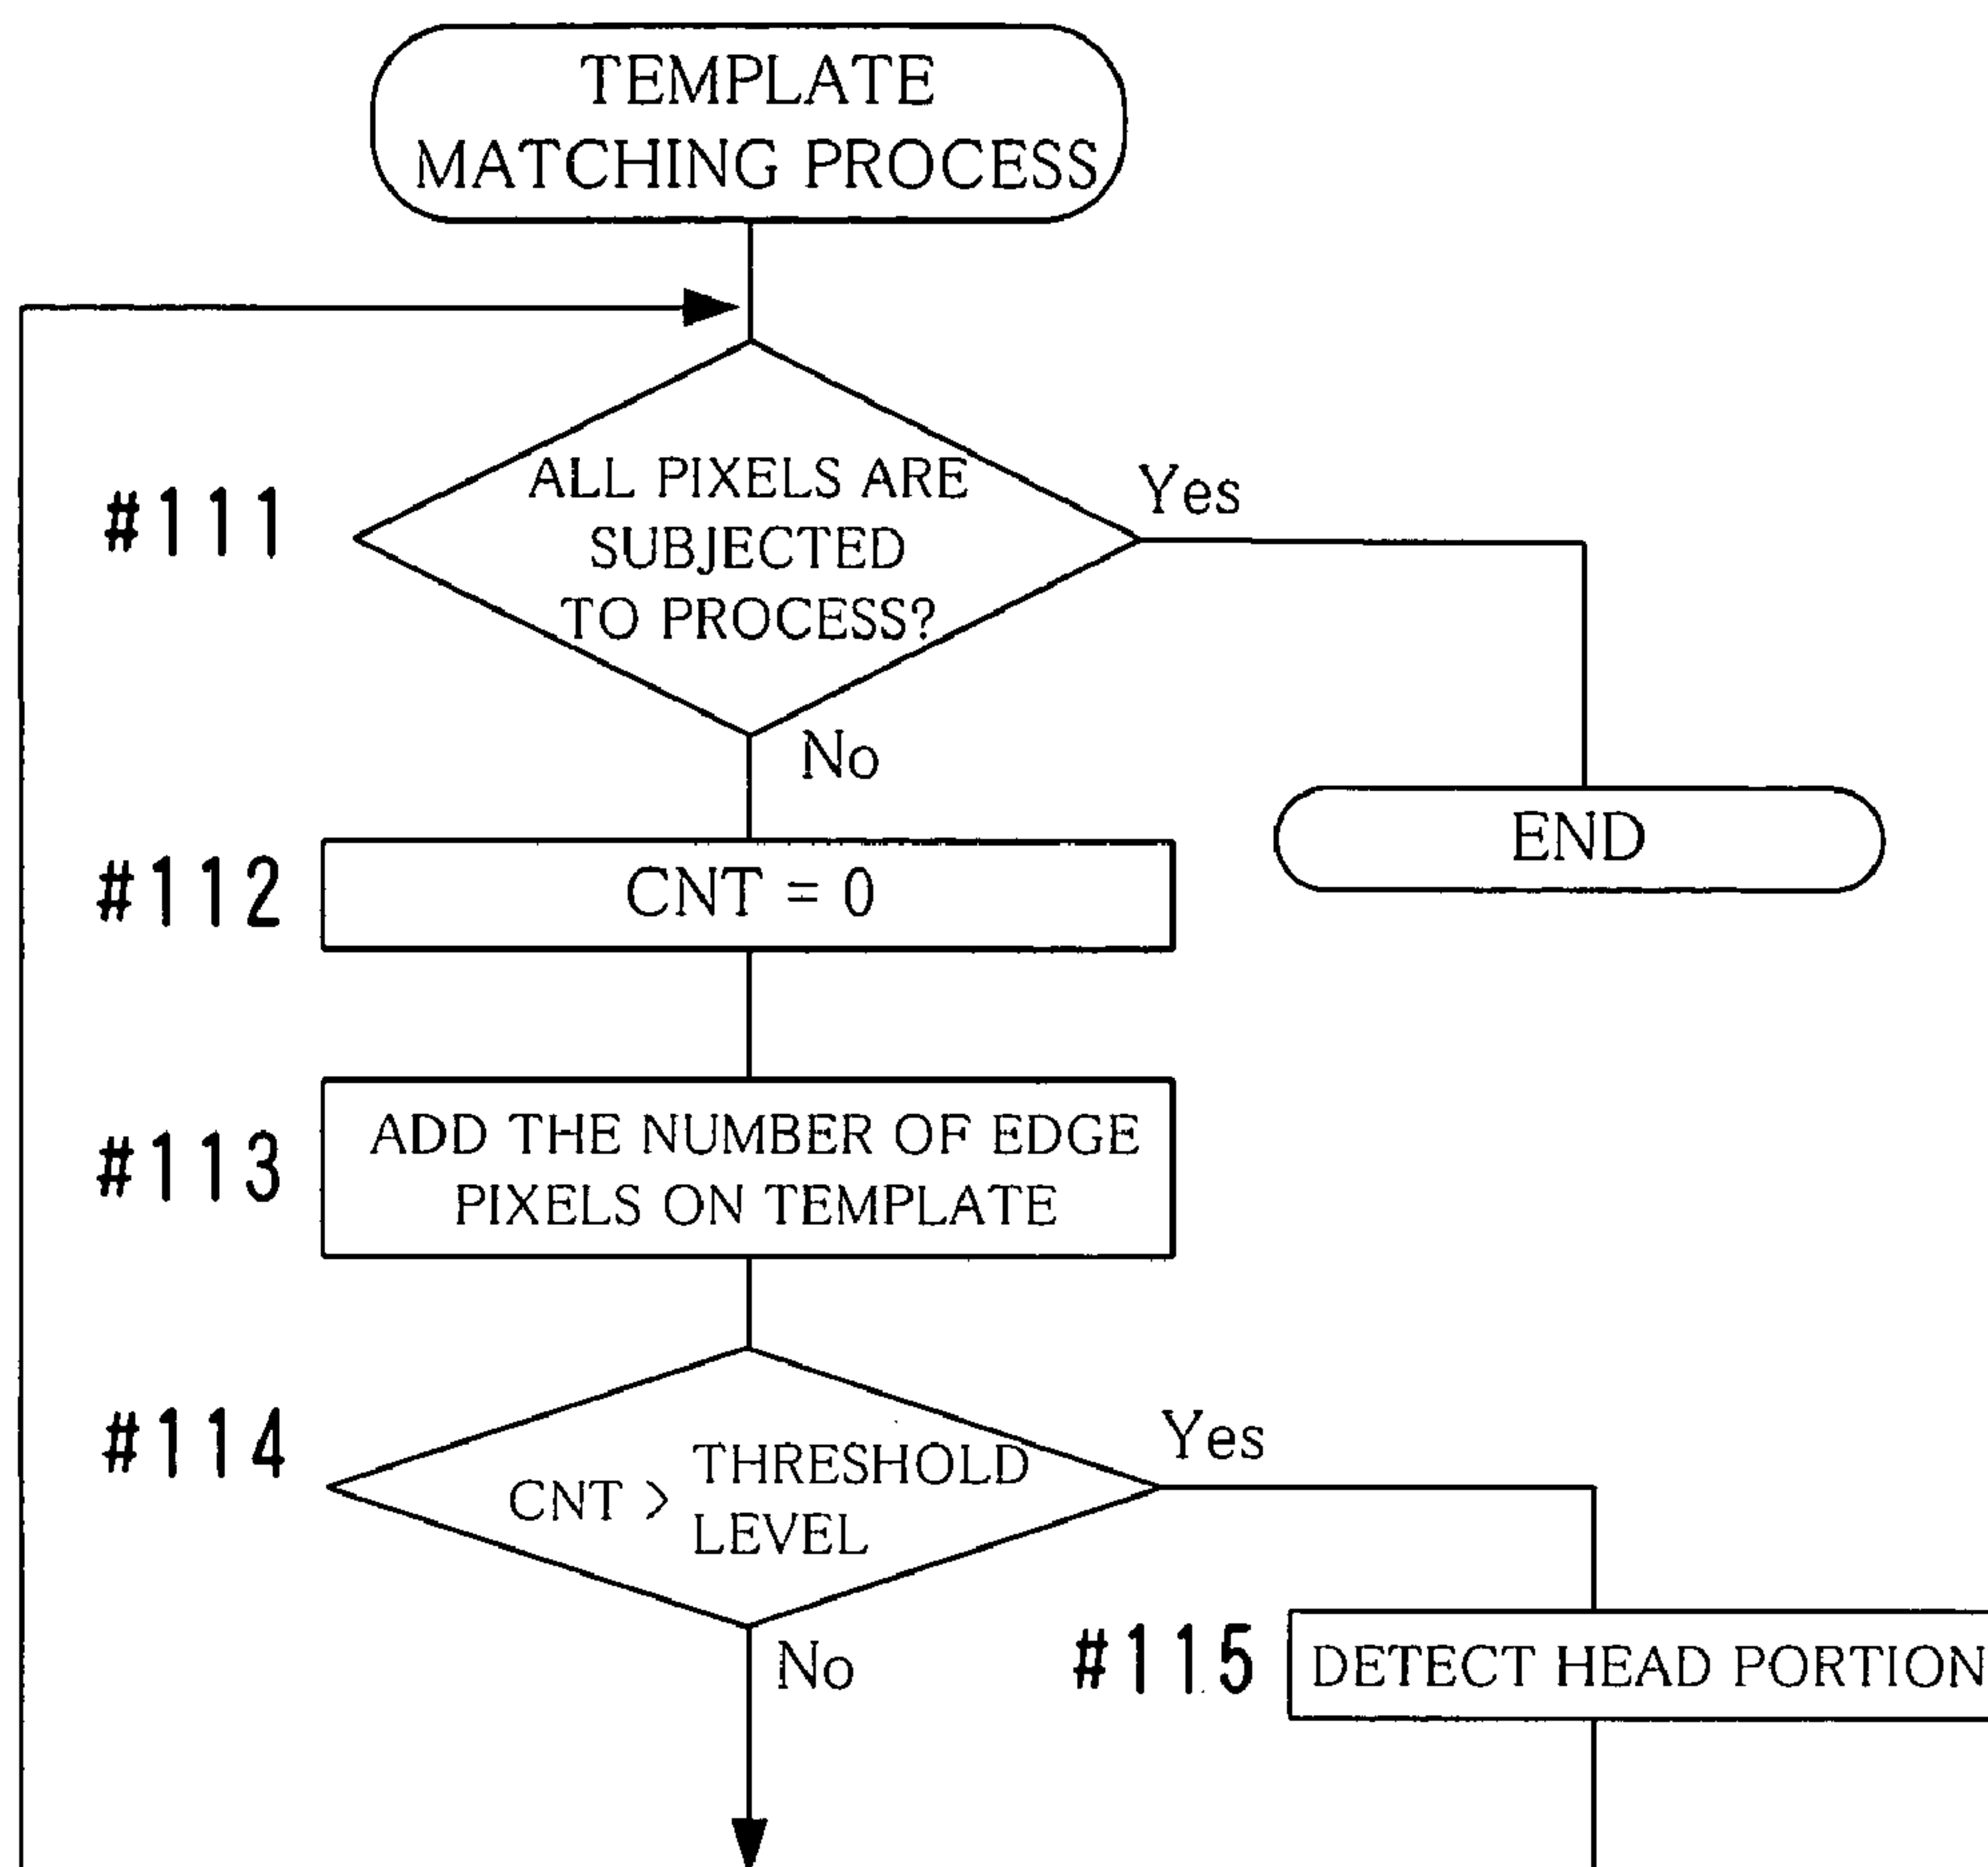 TEMPLATE
MATCHING PROCESS
#111
ALL PIXELS ARE
SUBJECTED
TO PROCESS?
Yes
No
END
#112
CNT = 0
#113
ADD THE NUMBER OF EDGE
PIXELS ON TEMPLATE
#114
CNT > THRESHOLD
LEVEL
Yes
No
#115
DETECT HEAD PORTION